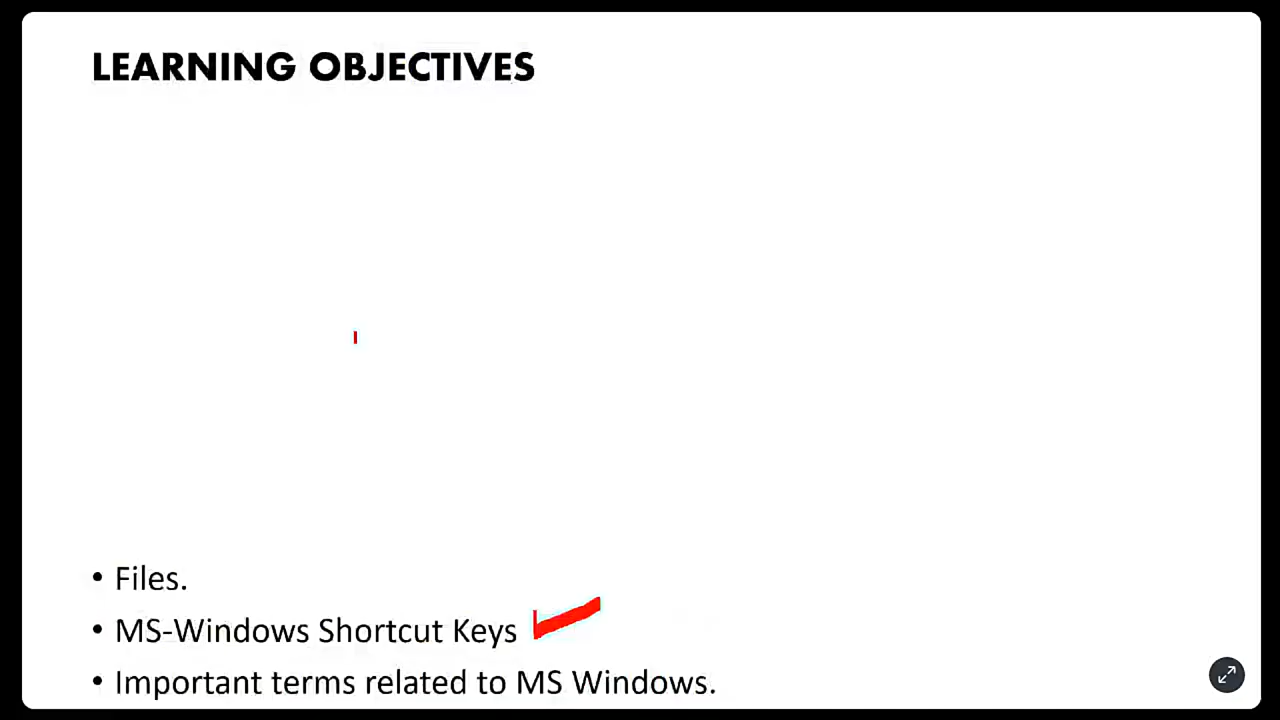 LEARNING OBJECTIVES
• Files.
• MS-Windows Shortcut Keys
• Important terms related to MS Windows.